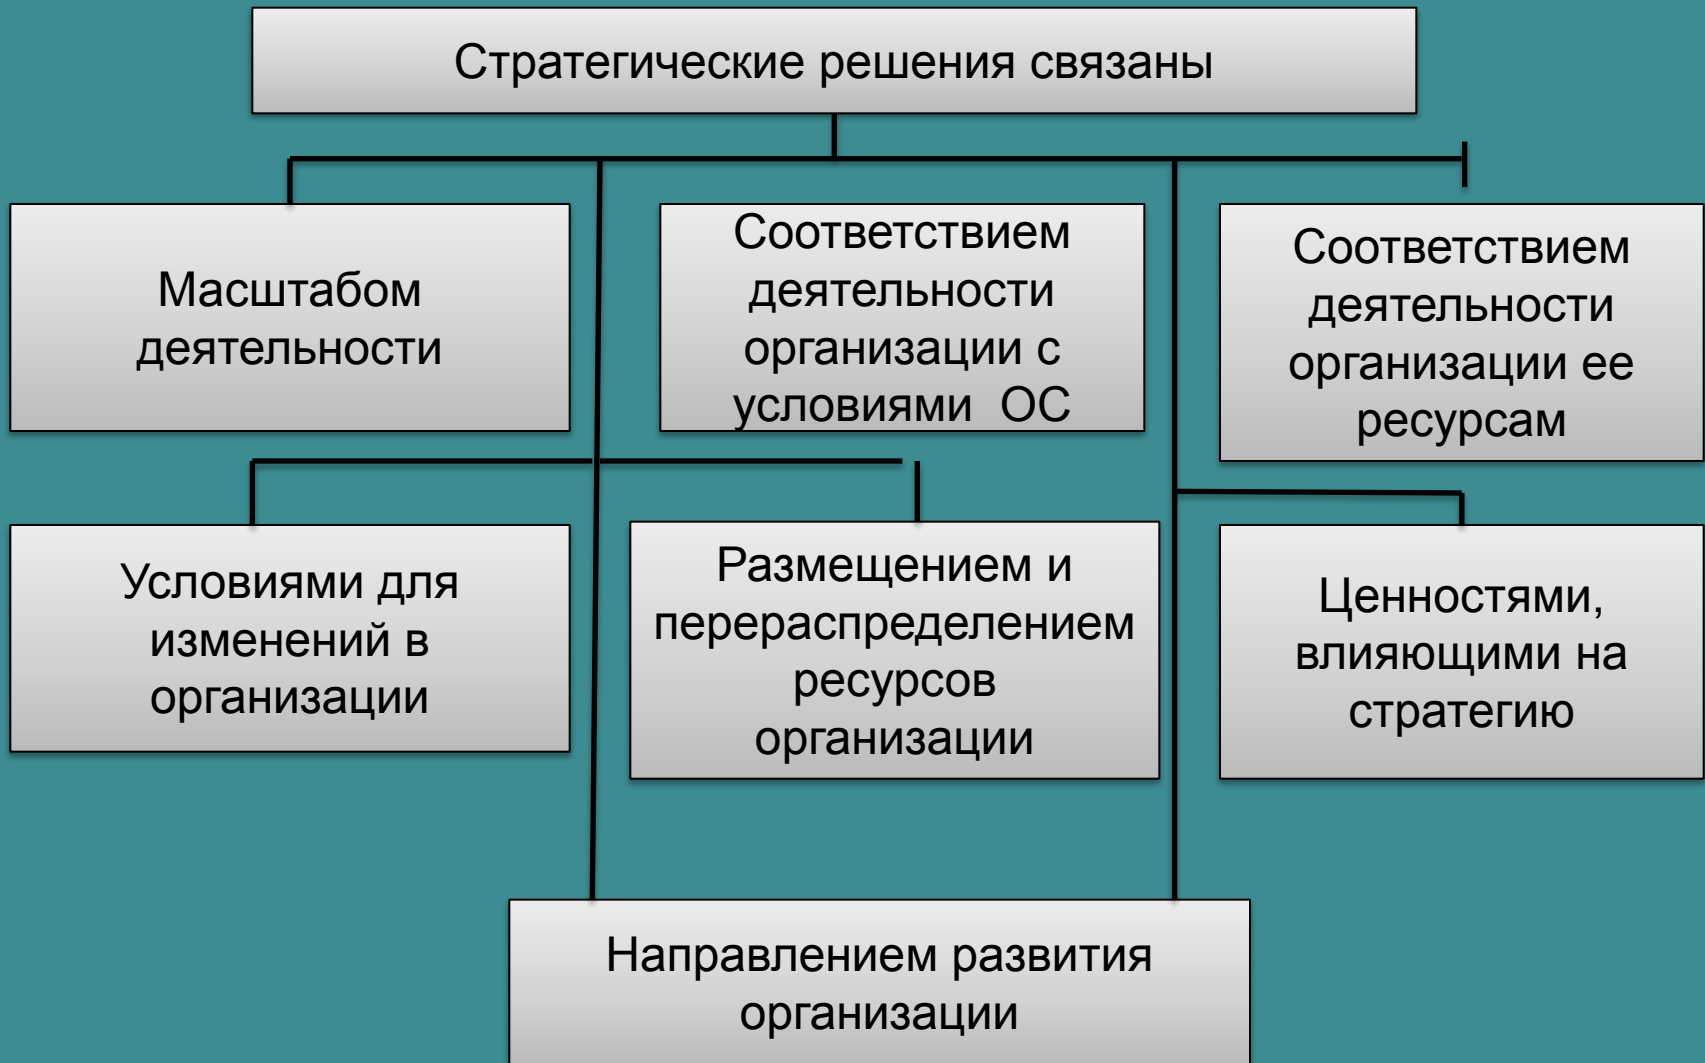 Стратегические решения связаны
Масштабом
деятельности
Соответствием
деятельности
организации с
условиями ОС
Соответствием
деятельности
организации ее
ресурсам
Условиями для
изменений в
организации
Размещением и
перераспределением
ресурсов
организации
Ценностями,
влияющими на
стратегию
Направлением развития
организации